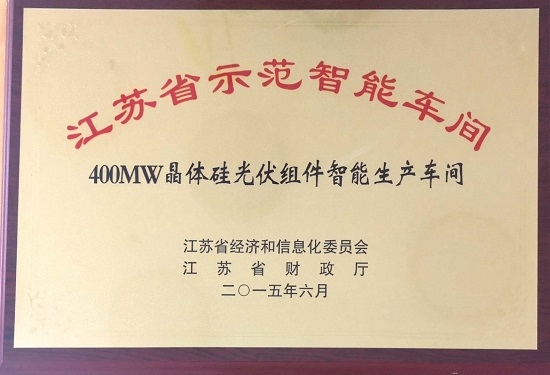 江苏省示范智能车间
400MW晶体硅光伏组件智能生产车间
江苏省经济和信息化委员会
江苏省财政厅
二〇一五年六月